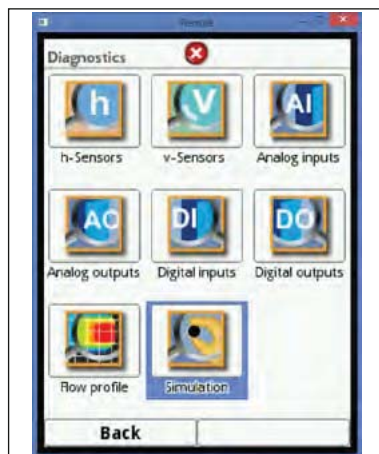 Diagnostics
h V AI
h-Sensors v-Sensors Analog inputs
AO DI DO
Analog outputs Digital inputs Digital outputs
Flow profile Simulation
Back